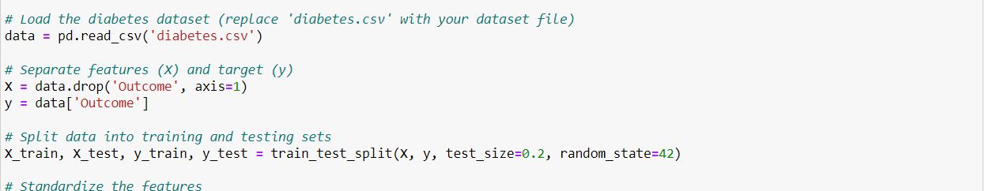 # Load the diabetes dataset (replace 'diabetes.csv' with your dataset file)
data = pd.read_csv('diabetes.csv')
# Separate features (X) and target (y)
X = data.drop('Outcome', axis=1)
y = data['Outcome']
# Split data into training and testing sets
X_train, X_test, y_train, y_test = train_test_split(X, y, test_size=0.2, random_state=42)
# Standardize the features